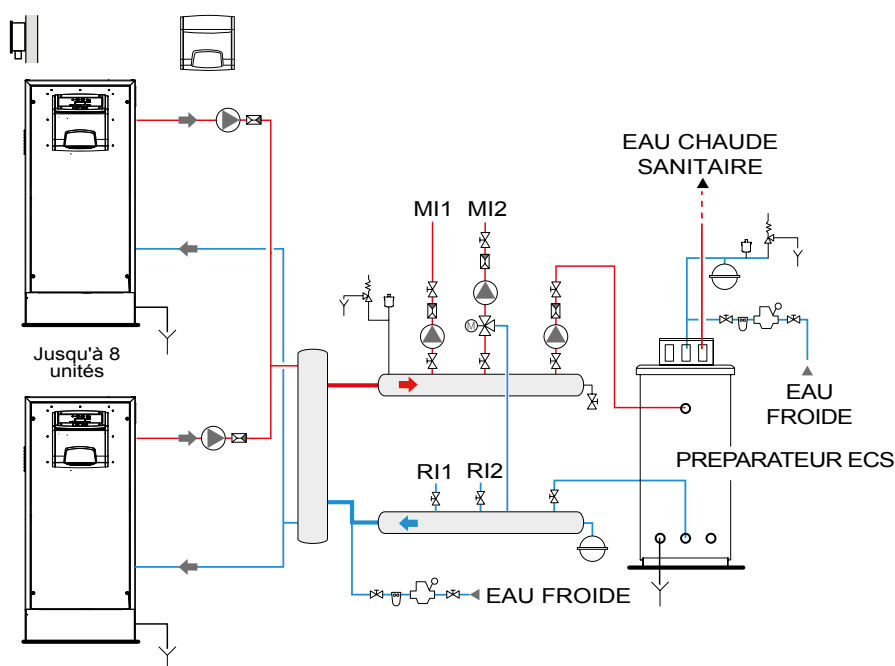 EAU CHAUDE
SANITAIRE
MI1 MI2
M
Jusqu'à 8
unités
EAU
FROIDE
PREPARATEUR ECS
RI1 RI2
EAU FROIDE